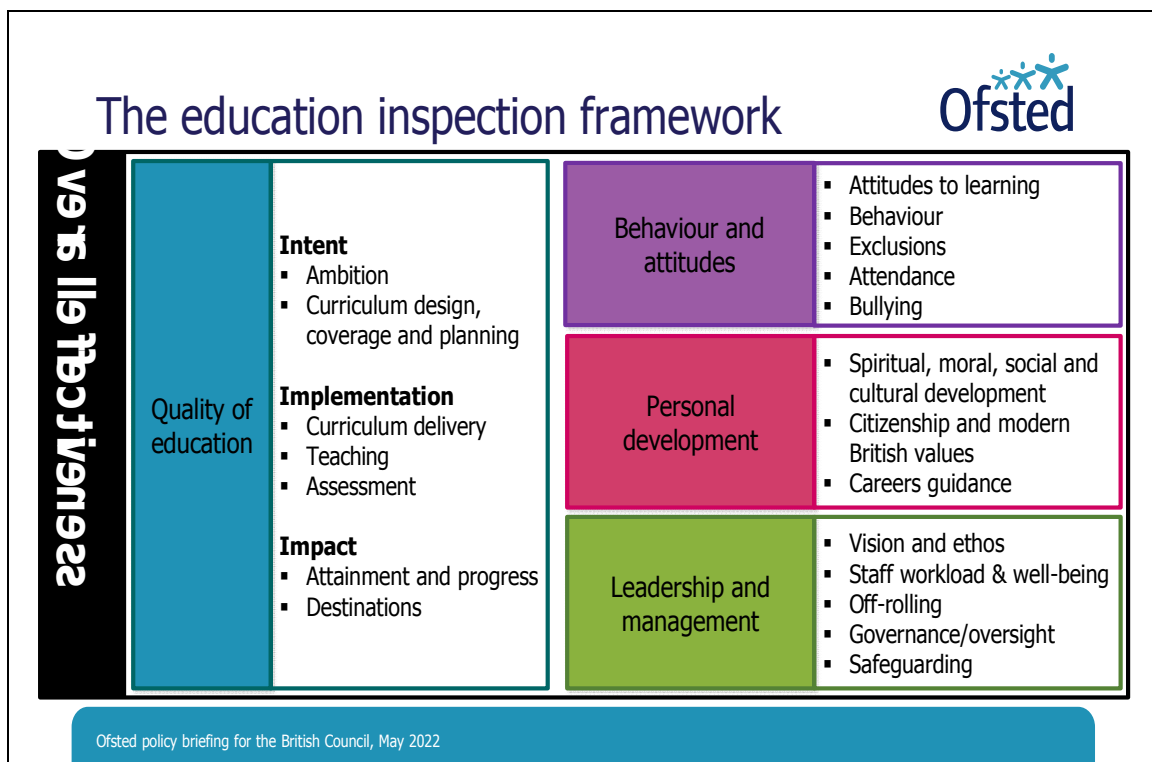 The education inspection framework
Ofsted
Overall effectiveness
Quality of
education
Intent
▪ Ambition
▪ Curriculum design,
coverage and planning
Implementation
▪ Curriculum delivery
▪ Teaching
▪ Assessment
Impact
▪ Attainment and progress
▪ Destinations
Behaviour and
attitudes
▪ Attitudes to learning
▪ Behaviour
▪ Exclusions
▪ Attendance
▪ Bullying
Personal
development
▪ Spiritual, moral, social and
cultural development
▪ Citizenship and modern
British values
▪ Careers guidance
Leadership and
management
▪ Vision and ethos
▪ Staff workload & well-being
▪ Off-rolling
▪ Governance/oversight
▪ Safeguarding
Ofsted policy briefing for the British Council, May 2022